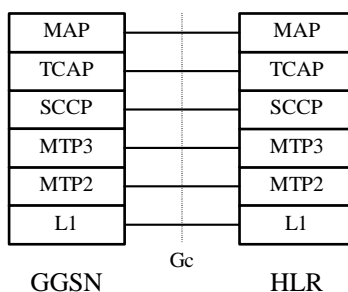 MAP MAP
TCAP TCAP
SCCP SCCP
MTP3 MTP3
MTP2 MTP2
L1 L1
Gc
GGSN HLR